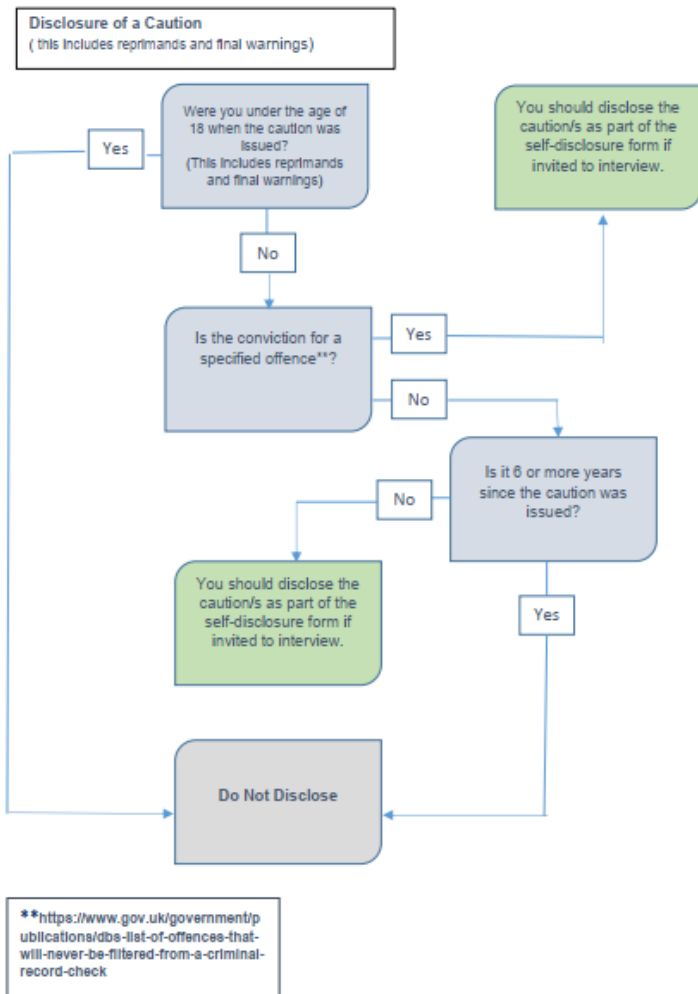 Disclosure of a Caution
( this includes reprimands and final warnings)
Were you under the age of
18 when the caution was
issued?
(This includes reprimands
and final warnings)
You should disclose the
caution/s as part of the
self-disclosure form if
invited to interview.
Yes
No
Is the conviction for a
specified offence**?
Yes
No
Is it 6 or more years
since the caution was
issued?
No
You should disclose the
caution/s as part of the
self-disclosure form if
invited to interview.
Yes
Do Not Disclose
**https://www.gov.uk/government/p
ublications/dbs-list-of-offences-that-
will-never-be-filtered-from-a-criminal-
record-check